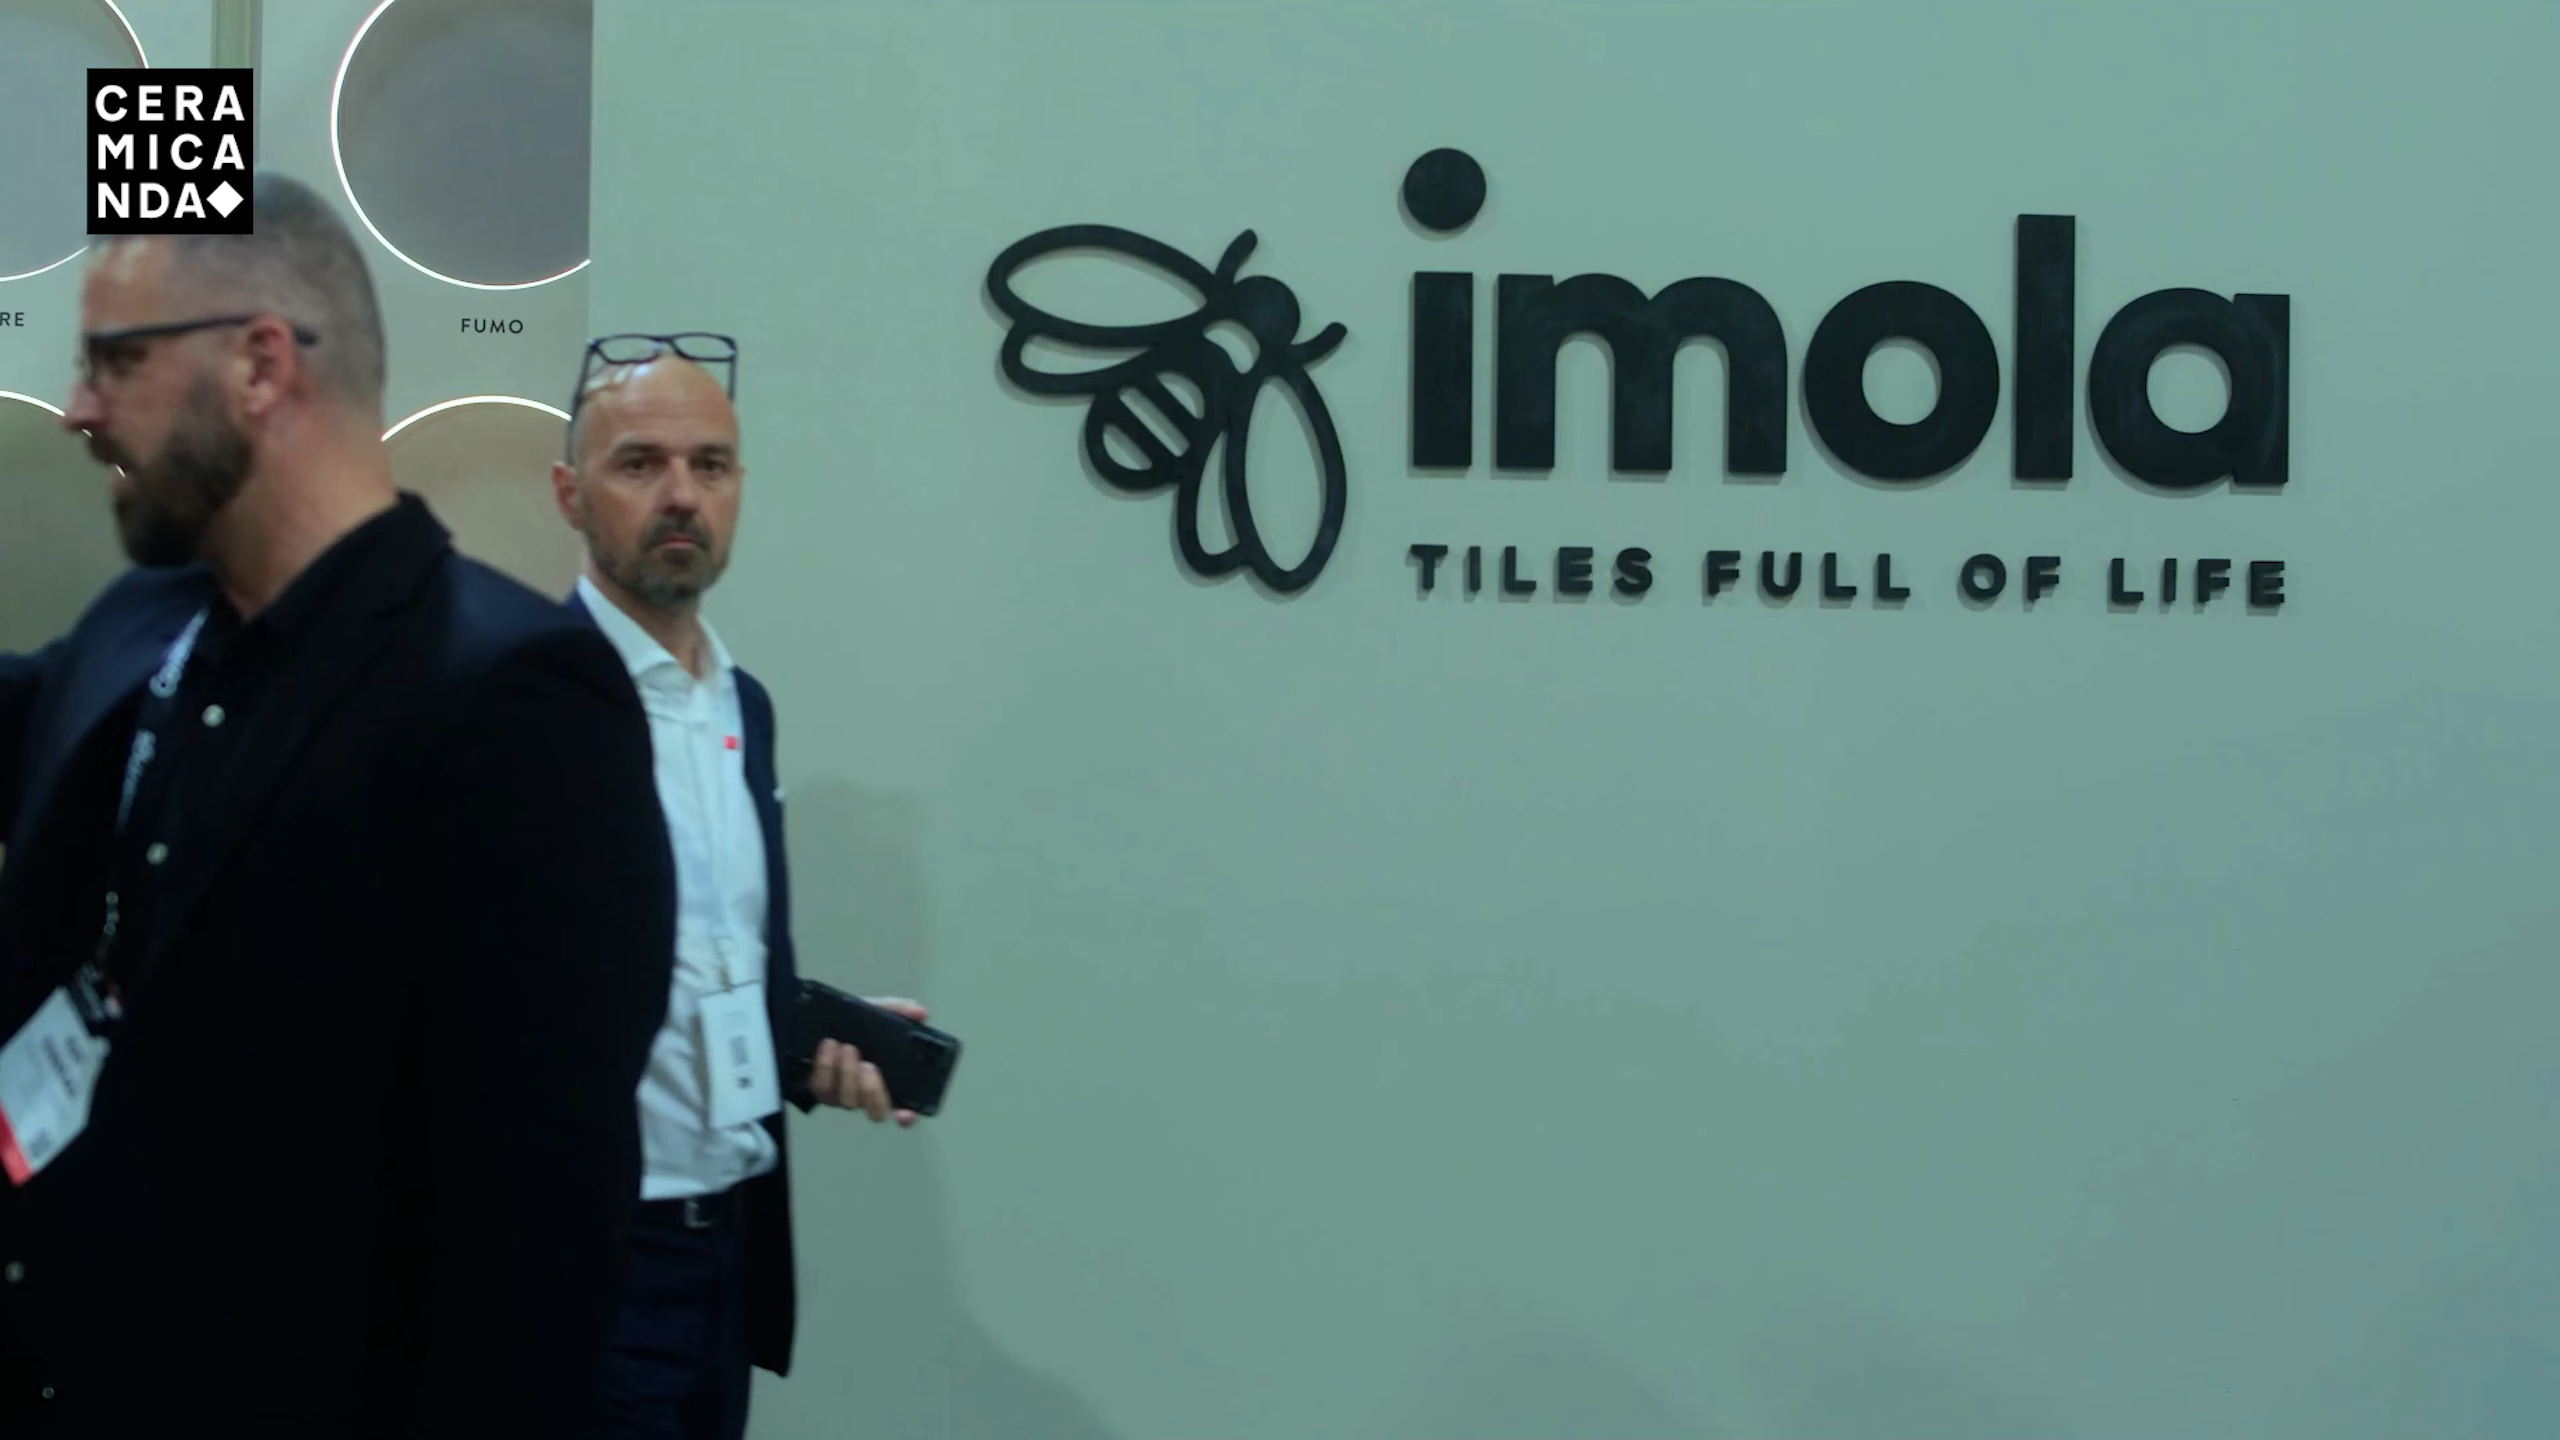 CERA
MICA
NDA
RE
FUMO
imola
TILES FULL OF LIFE